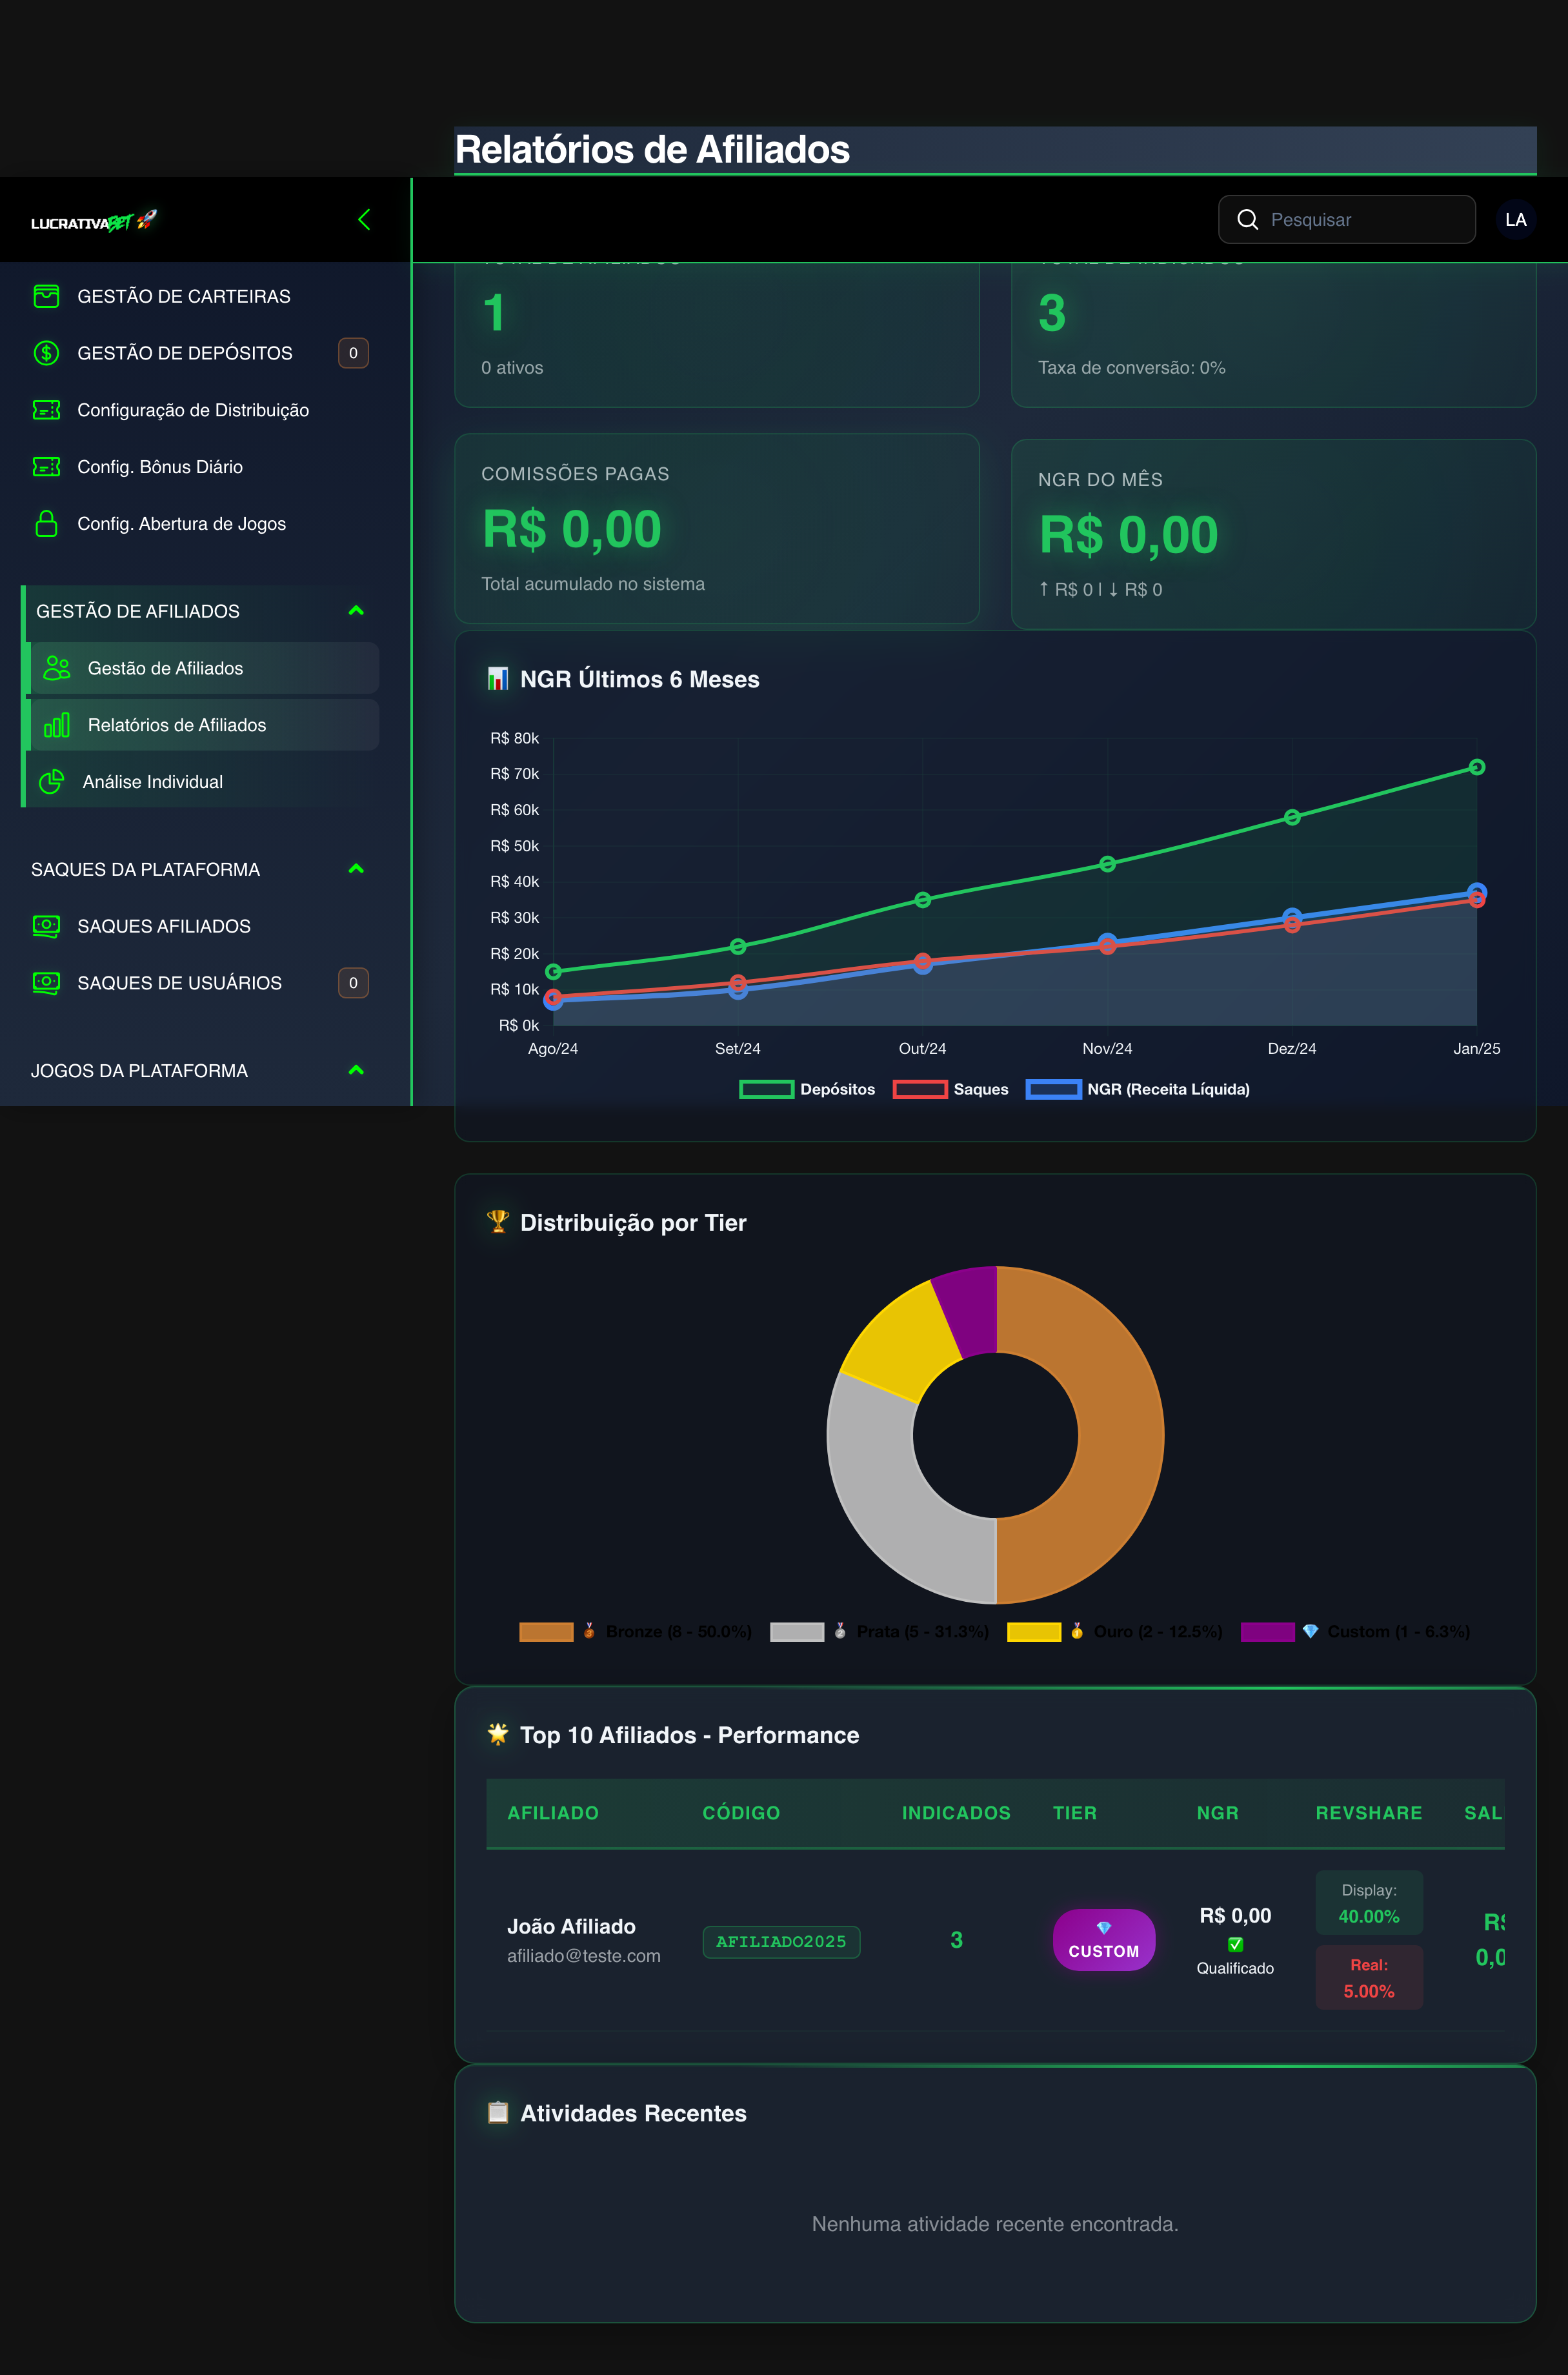 Relatórios de Afiliados
LUCRATIVABET 🚀
Pesquisar
LA
GESTÃO DE CARTEIRAS
GESTÃO DE DEPÓSITOS 0
Configuração de Distribuição
Config. Bônus Diário
Config. Abertura de Jogos
GESTÃO DE AFILIADOS
Gestão de Afiliados
Relatórios de Afiliados
Análise Individual
SAQUES DA PLATAFORMA
SAQUES AFILIADOS
SAQUES DE USUÁRIOS 0
JOGOS DA PLATAFORMA
1
0 ativos
3
Taxa de conversão: 0%
COMISSÕES PAGAS
R$ 0,00
Total acumulado no sistema
NGR DO MÊS
R$ 0,00
↑ R$ 0 | ↓ R$ 0
📊 NGR Últimos 6 Meses
R$ 80k
R$ 70k
R$ 60k
R$ 50k
R$ 40k
R$ 30k
R$ 20k
R$ 10k
R$ 0k
Ago/24 Set/24 Out/24 Nov/24 Dez/24 Jan/25
Depósitos Saques NGR (Receita Líquida)
🏆 Distribuição por Tier
🥉 Bronze (8 - 50.0%) 🥈 Prata (5 - 31.3%) 🥇 Ouro (2 - 12.5%) 💎 Custom (1 - 6.3%)
🌟 Top 10 Afiliados - Performance
AFILIADO CÓDIGO INDICADOS TIER NGR REVSHARE SAL
João Afiliado
afiliado@teste.com
AFILIADO2025
3
💎
CUSTOM
R$ 0,00
✅
Qualificado
Display:
40.00%
Real:
5.00%
R$
0,0
📋 Atividades Recentes
Nenhuma atividade recente encontrada.